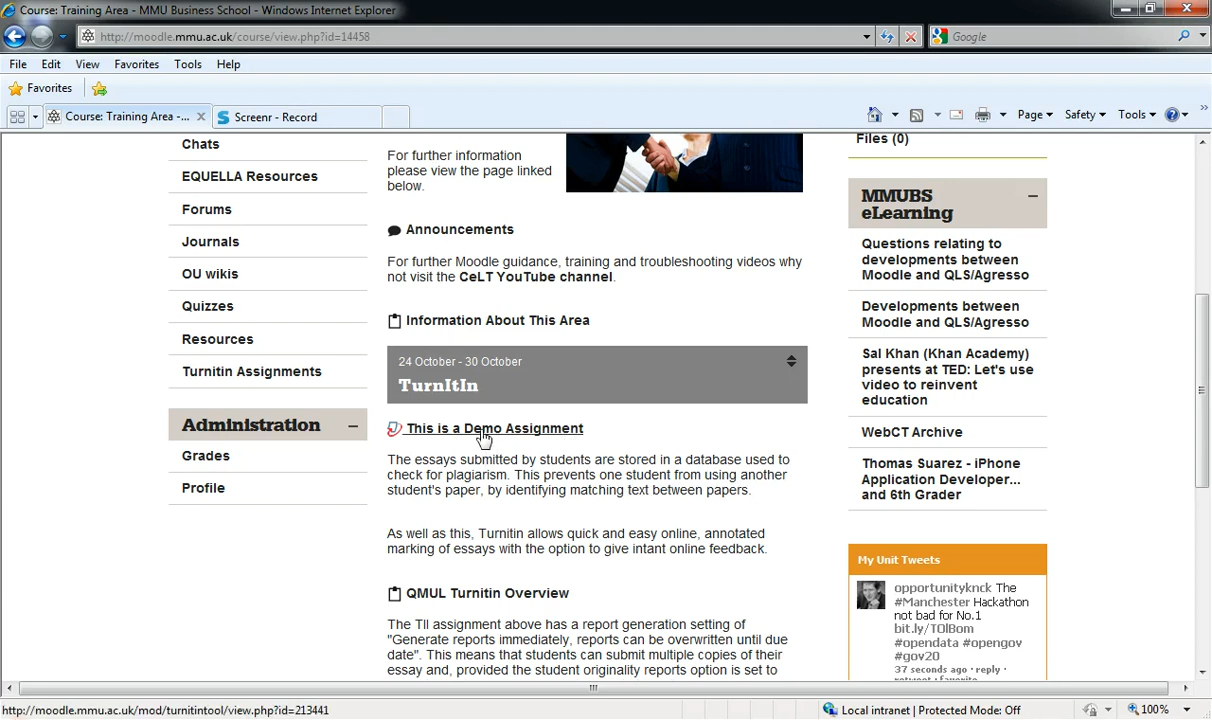 Course: Training Area - MMU Business School - Windows Internet Explorer
http://moodle.mmu.ac.uk/course/view.php?id=14458
Google
File Edit View Favorites Tools Help
Favorites
Course: Training Area -...
Screenr - Record
Page Safety Tools
Chats
EQUELLA Resources
Forums
Journals
OU wikis
Quizzes
Resources
Turnitin Assignments
Administration
Grades
Profile
For further information
please view the page linked
below.
Announcements
For further Moodle guidance, training and troubleshooting videos why
not visit the CeLT YouTube channel.
Information About This Area
24 October - 30 October
TurnItIn
This is a Demo Assignment
The essays submitted by students are stored in a database used to
check for plagiarism. This prevents one student from using another
student's paper, by identifying matching text between papers.
As well as this, Turnitin allows quick and easy online, annotated
marking of essays with the option to give intant online feedback.
QMUL Turnitin Overview
The TII assignment above has a report generation setting of
"Generate reports immediately, reports can be overwritten until due
date". This means that students can submit multiple copies of their
essay and, provided the student originality reports option is set to
Files (0)
MMUBS
eLearning
Questions relating to
developments between
Moodle and QLS/Agresso
Developments between
Moodle and QLS/Agresso
Sal Khan (Khan Academy)
presents at TED: Let's use
video to reinvent
education
WebCT Archive
Thomas Suarez - iPhone
Application Developer...
and 6th Grader
My Unit Tweets
opportunityknck The
#Manchester Hackathon
not bad for No.1
bit.ly/TOlBom
#opendata #opengov
#gov20
37 seconds ago · reply ·
retweet · favorite
http://moodle.mmu.ac.uk/mod/turnitintool/view.php?id=213441
Local intranet | Protected Mode: Off
100%